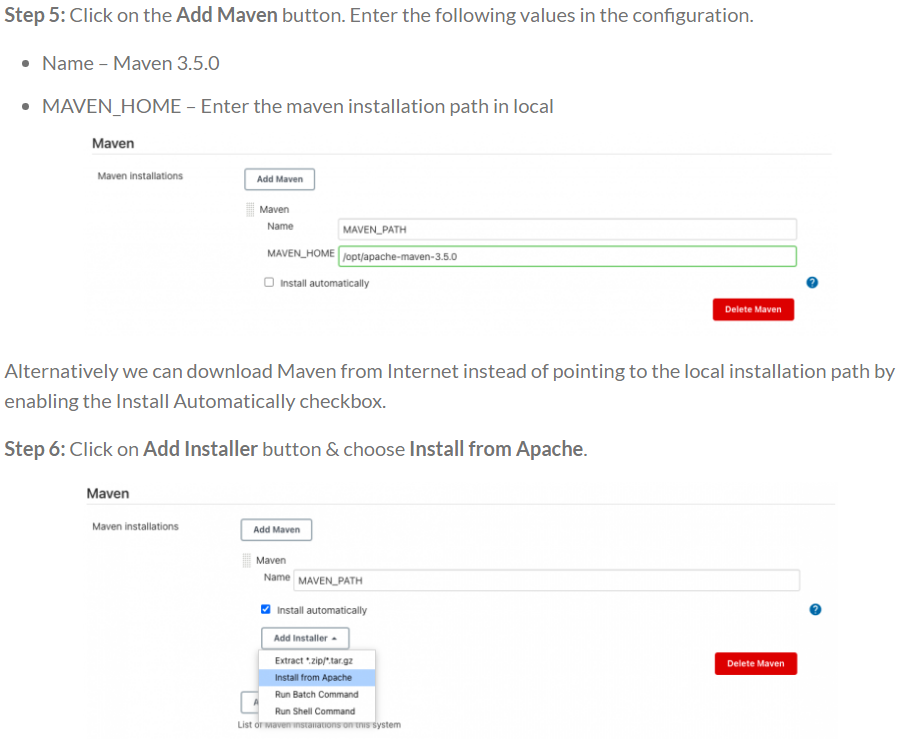 Step 5: Click on the Add Maven button. Enter the following values in the configuration.
Name – Maven 3.5.0
MAVEN_HOME – Enter the maven installation path in local
Maven
Maven installations
Add Maven
Maven
Name
MAVEN_PATH
MAVEN_HOME
/opt/apache-maven-3.5.0
Install automatically
?
Delete Maven
Alternatively we can download Maven from Internet instead of pointing to the local installation path by
enabling the Install Automatically checkbox.
Step 6: Click on Add Installer button & choose Install from Apache.
Maven
Maven installations
Add Maven
Maven
Name
MAVEN_PATH
Install automatically
?
Add Installer
Extract *.zip/*.tar.gz
Install from Apache
Run Batch Command
Run Shell Command
Delete Maven
A
List of Maven installations on this system